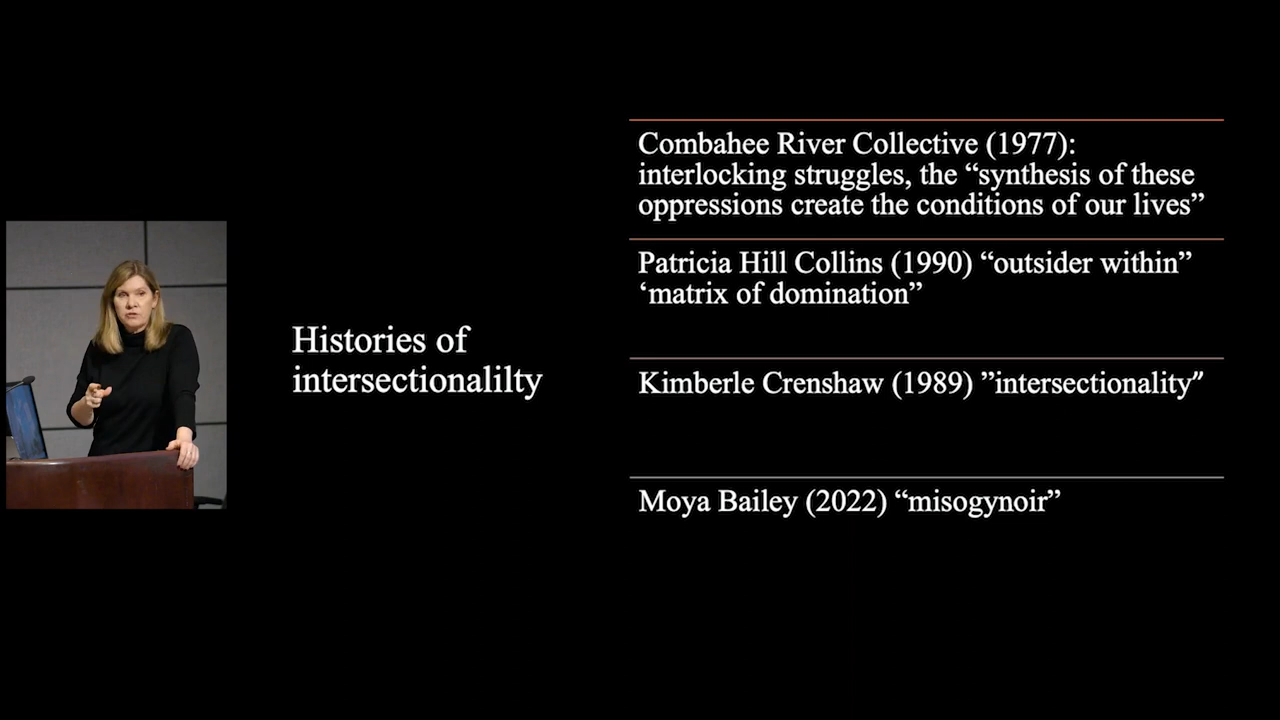 Histories of
intersectionalilty
Combahee River Collective (1977):
interlocking struggles, the “synthesis of these
oppressions create the conditions of our lives”
Patricia Hill Collins (1990) “outsider within”
‘matrix of domination”
Kimberle Crenshaw (1989) ”intersectionality”
Moya Bailey (2022) “misogynoir”